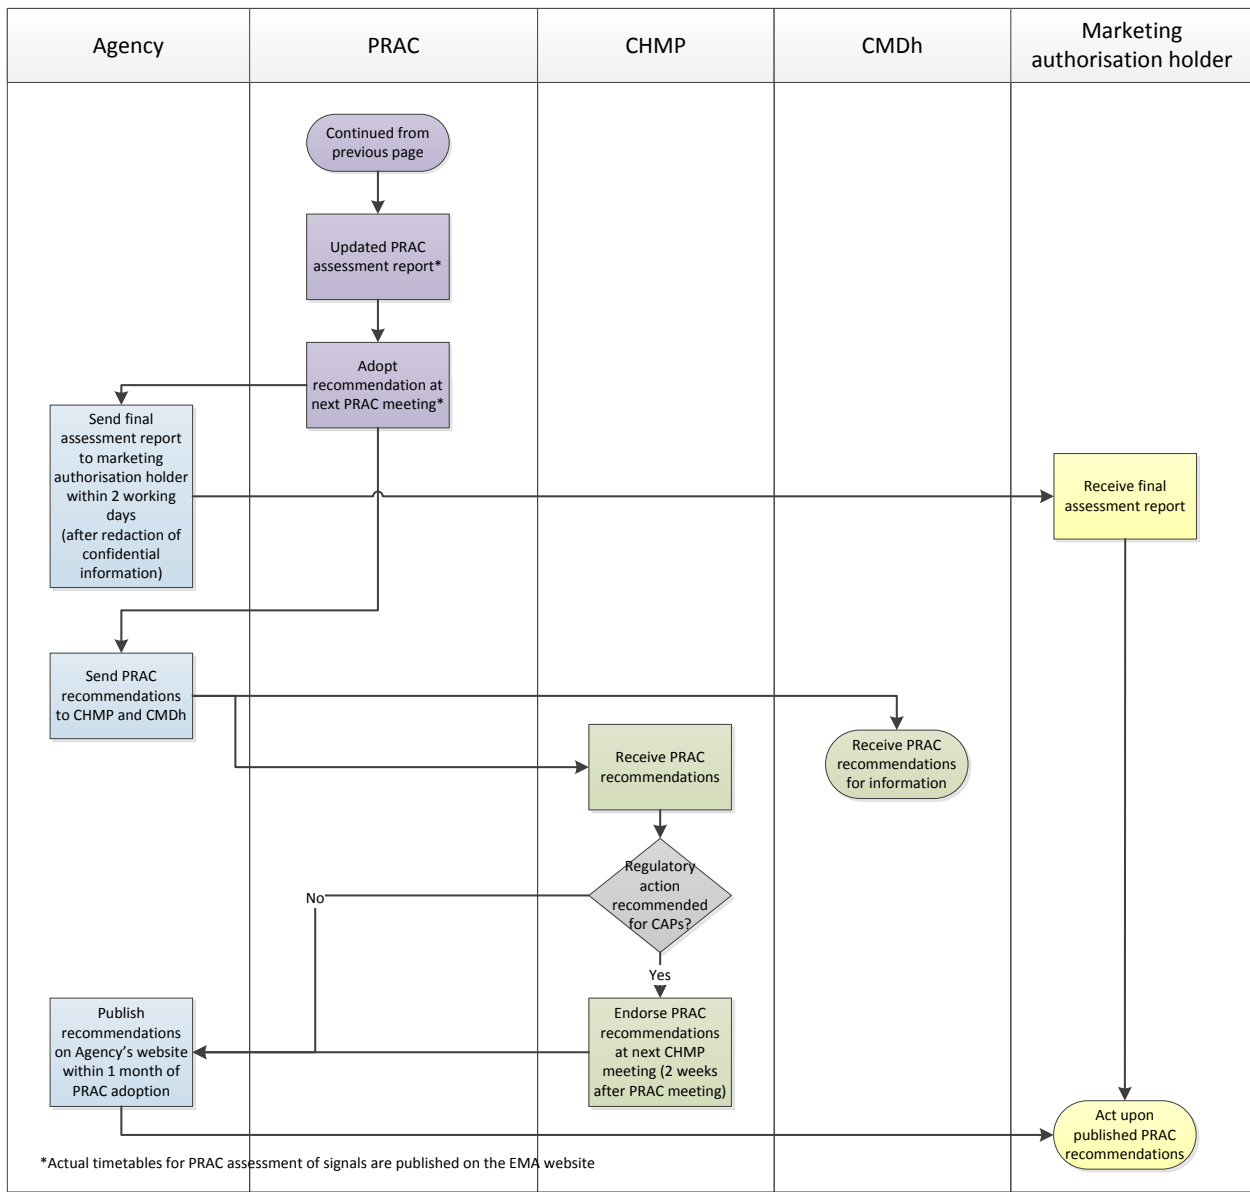 Agency
PRAC
CHMP
CMDh
Marketing
authorisation holder
Continued from
previous page
Updated PRAC
assessment report*
Adopt
recommendation at
next PRAC meeting*
Send final
assessment report
to marketing
authorisation holder
within 2 working
days
(after redaction of
confidential
information)
Receive final
assessment report
Send PRAC
recommendations
to CHMP and CMDh
Receive PRAC
recommendations
Receive PRAC
recommendations
for information
Regulatory
action
recommended
for CAPs?
No
Yes
Publish
recommendations
on Agency's website
within 1 month of
PRAC adoption
Endorse PRAC
recommendations
at next CHMP
meeting (2 weeks
after PRAC meeting)
Act upon
published PRAC
recommendations
*Actual timetables for PRAC assessment of signals are published on the EMA website